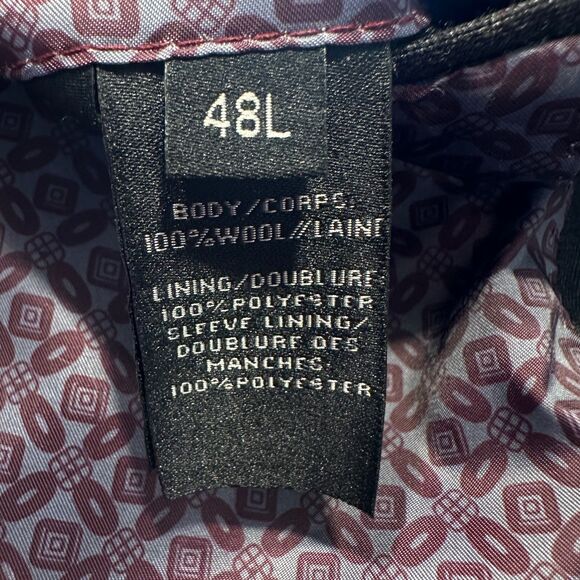 48L
BODY/CORPS:
100%WOOL//LAINE
LINING/DOUBLURE
100%POLYESTER
SLEEVE LINING/
DOUBLURE DES
MANCHES:
100%POLYESTER